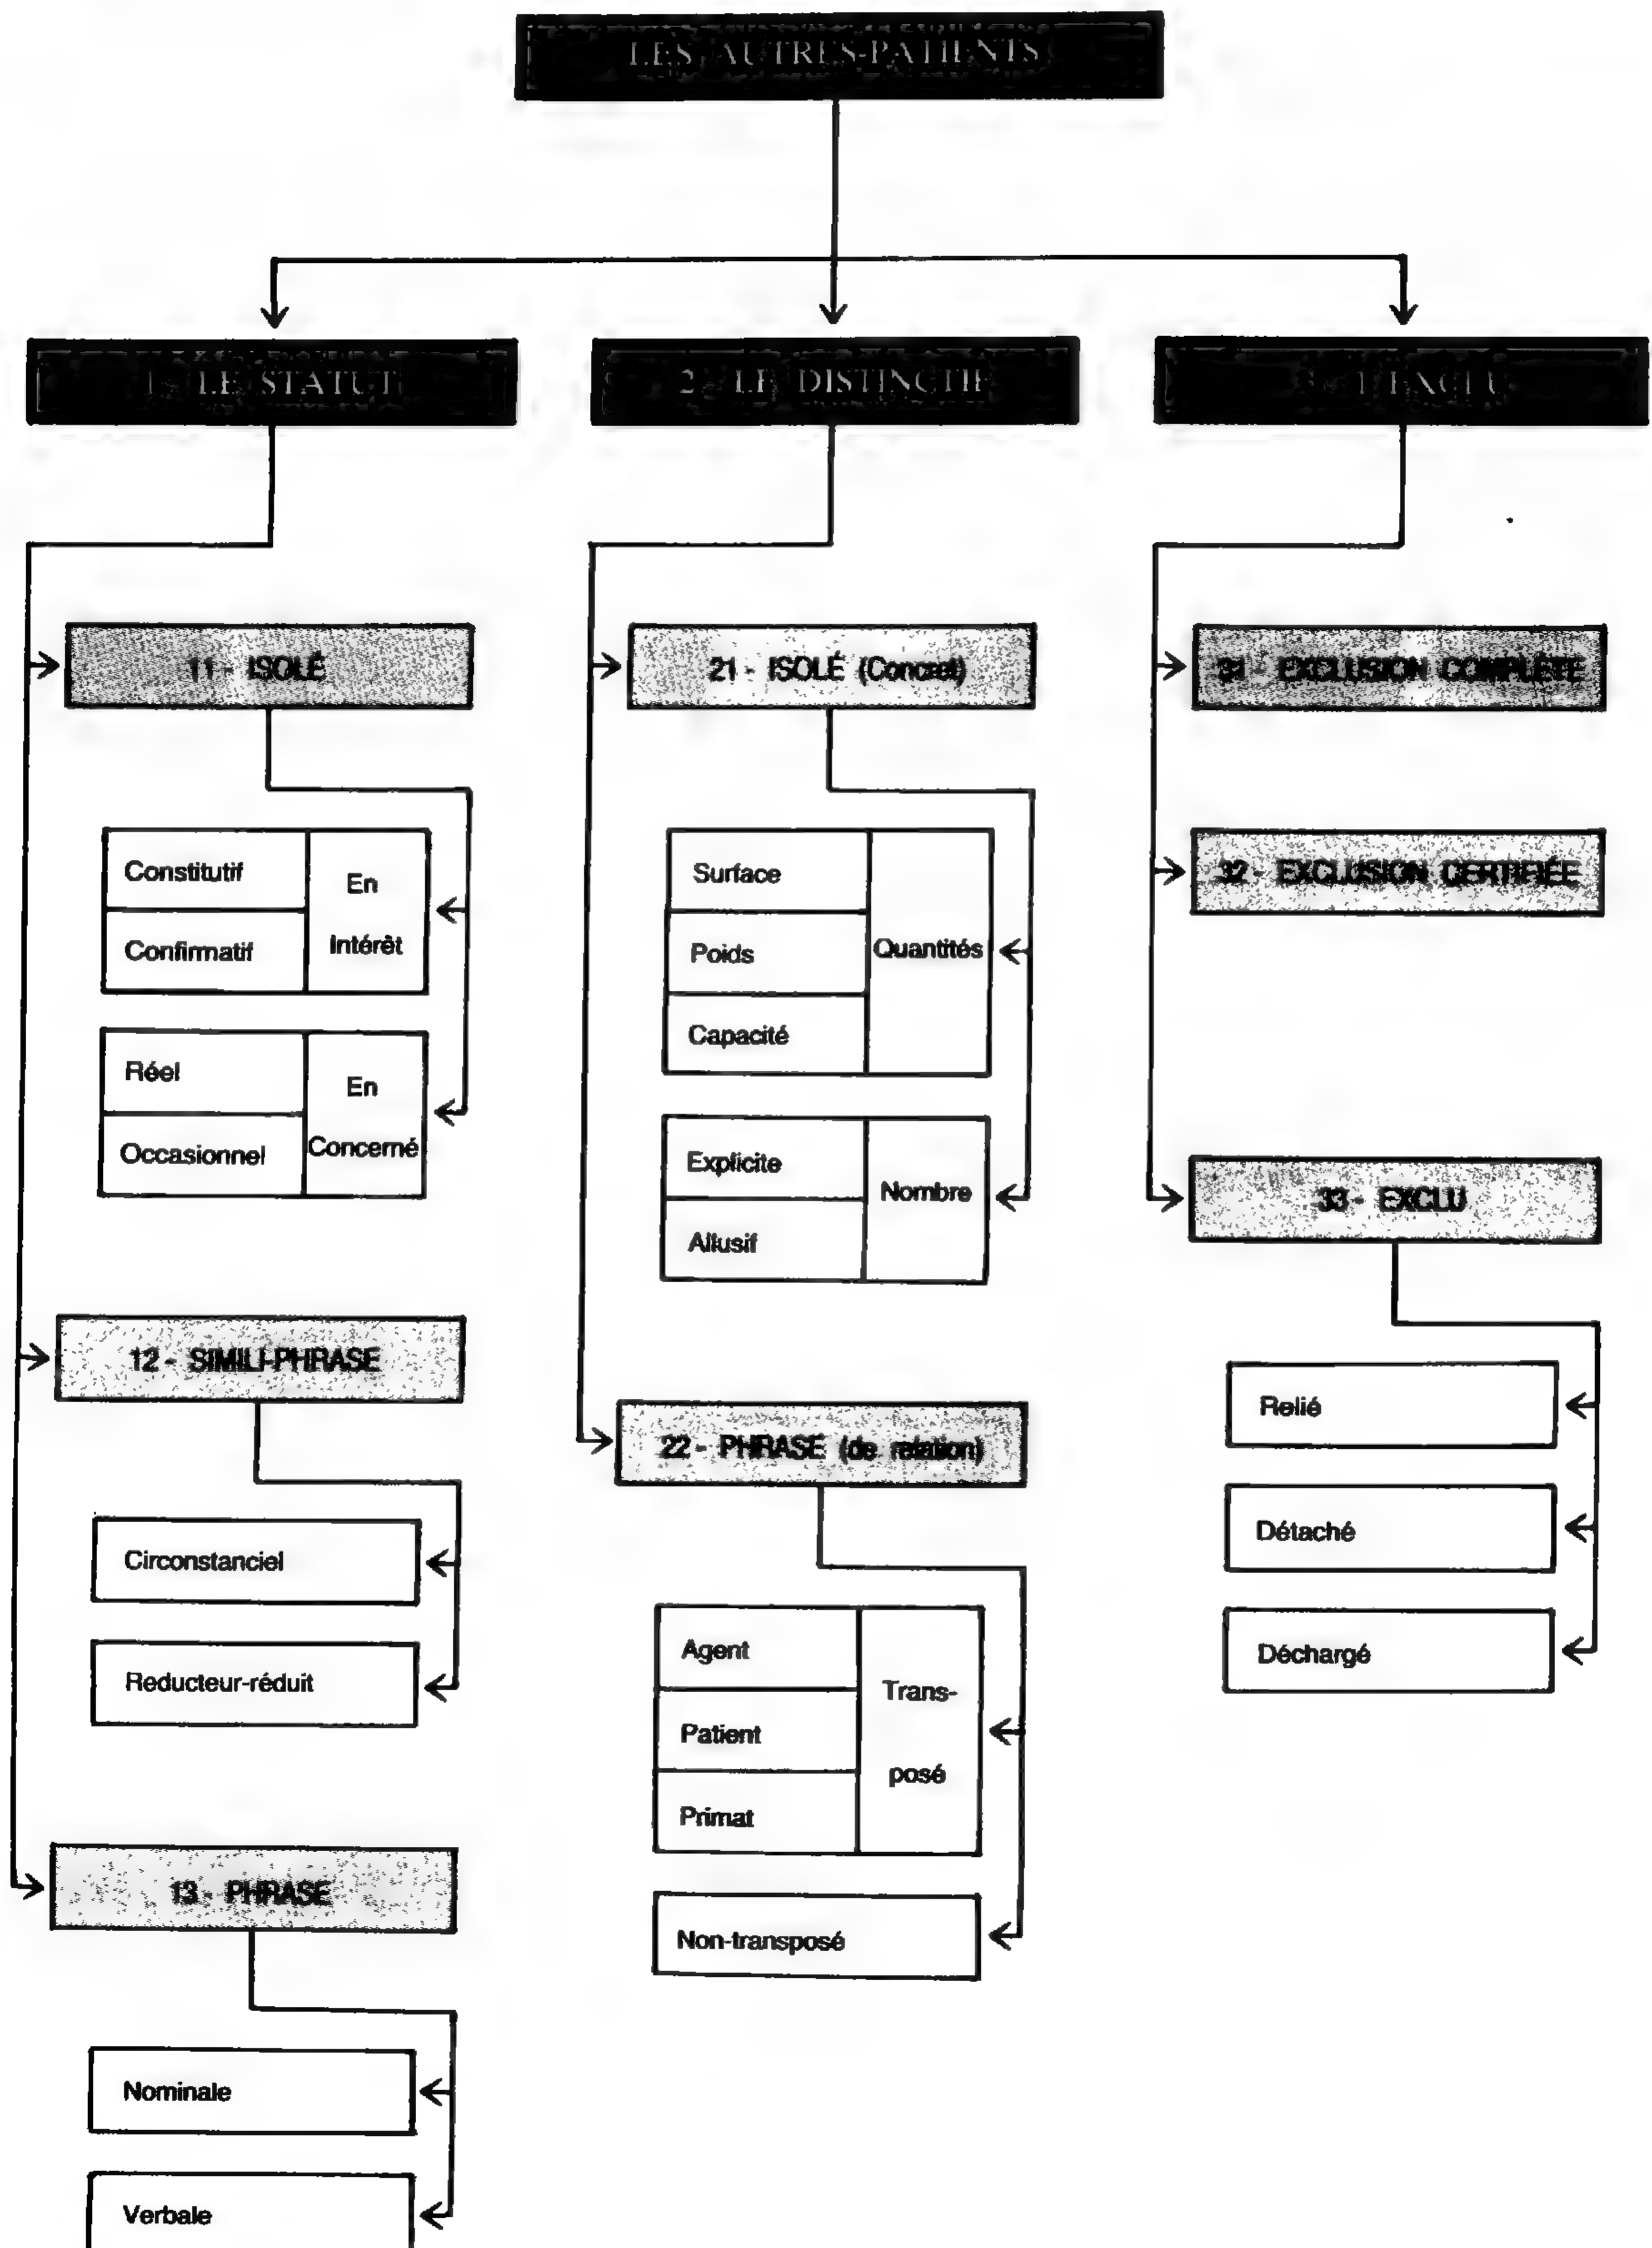 LES AUTRES-PATIENTS
1 - LE STATUT
2 - LE DISTINCTIF
3 - L'EXCLU
11 - ISOLÉ
Constitutif
Confirmatif
En
Intérêt
Réel
Occasionnel
En
Concerné
12 - SIMILI-PHRASE
Circonstanciel
Reducteur-réduit
13 - PHRASE
Nominale
Verbale
21 - ISOLÉ (Concret)
Surface
Poids
Capacité
Quantités
Explicite
Allusif
Nombre
22 - PHRASE (de relation)
Agent
Patient
Primat
Trans-
posé
Non-transposé
31 - EXCLUSION COMPLÈTE
32 - EXCLUSION CERTIFIÉE
33 - EXCLU
Relié
Détaché
Déchargé